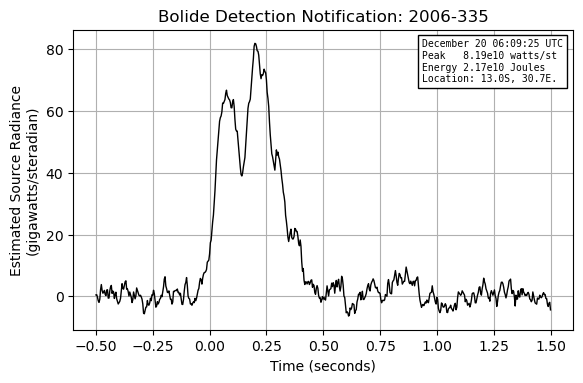 Bolide Detection Notification: 2006-335
December 20 06:09:25 UTC
Peak   8.19e10 watts/st
Energy 2.17e10 Joules
Location: 13.0S, 30.7E.
Estimated Source Radiance
(gigawatts/steradian)
80
60
40
20
0
−0.50 −0.25 0.00 0.25 0.50 0.75 1.00 1.25 1.50
Time (seconds)